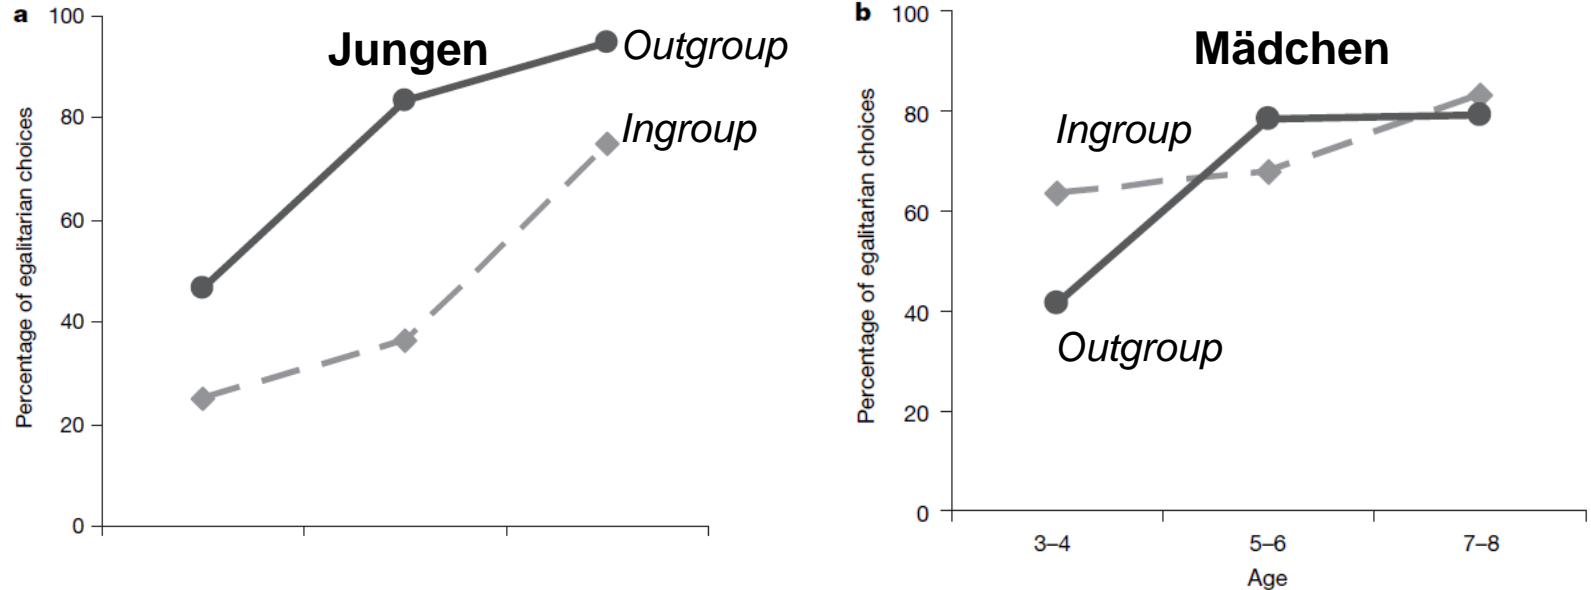 a
Jungen
Percentage of egalitarian choices
100
80
60
40
20
0
Outgroup
Ingroup
b
Mädchen
Percentage of egalitarian choices
100
80
60
40
20
0
Ingroup
Outgroup
3–4
5–6
7–8
Age